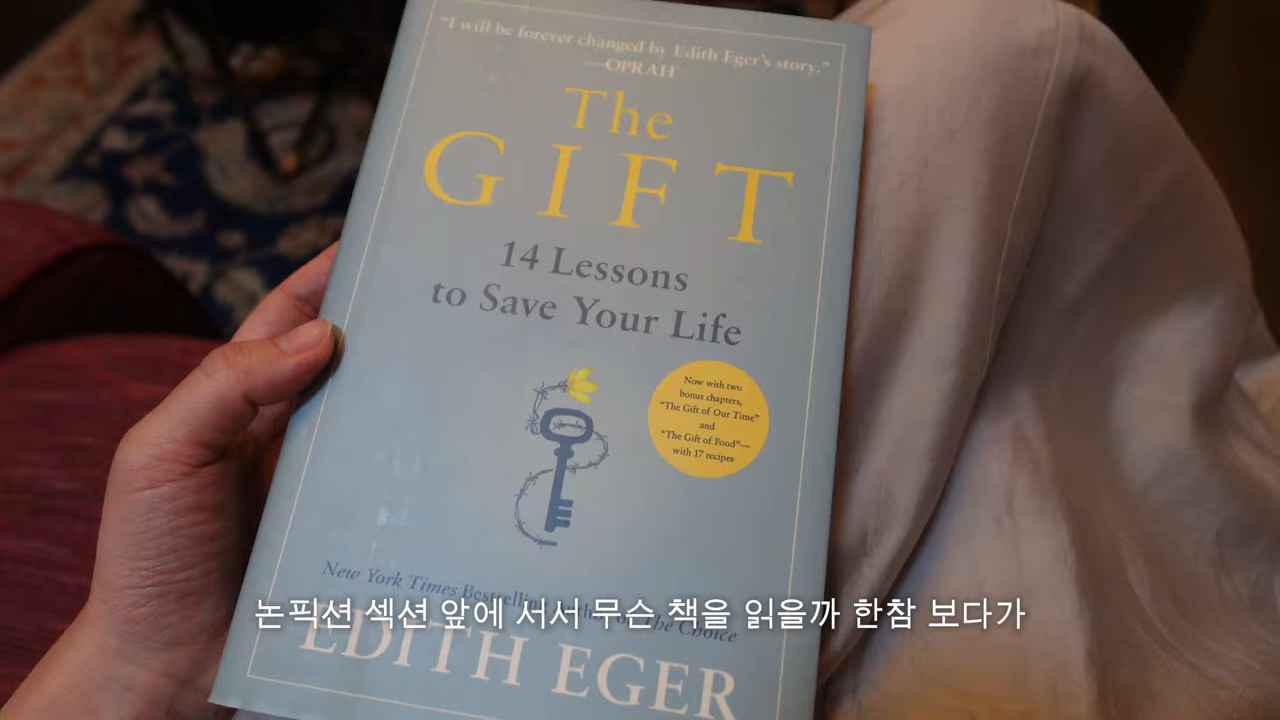 "I will be forever changed by Edith Eger's story."
—OPRAH
The
GIFT
14 Lessons
to Save Your Life
Now with two
bonus chapters,
"The Gift of Our Time"
and
"The Gift of Food"—
with 17 recipes
New York Times Bestselling The Choice
논픽션 섹션 앞에 서서 무슨 책을 읽을까 한참 보다가
EDITH EGER